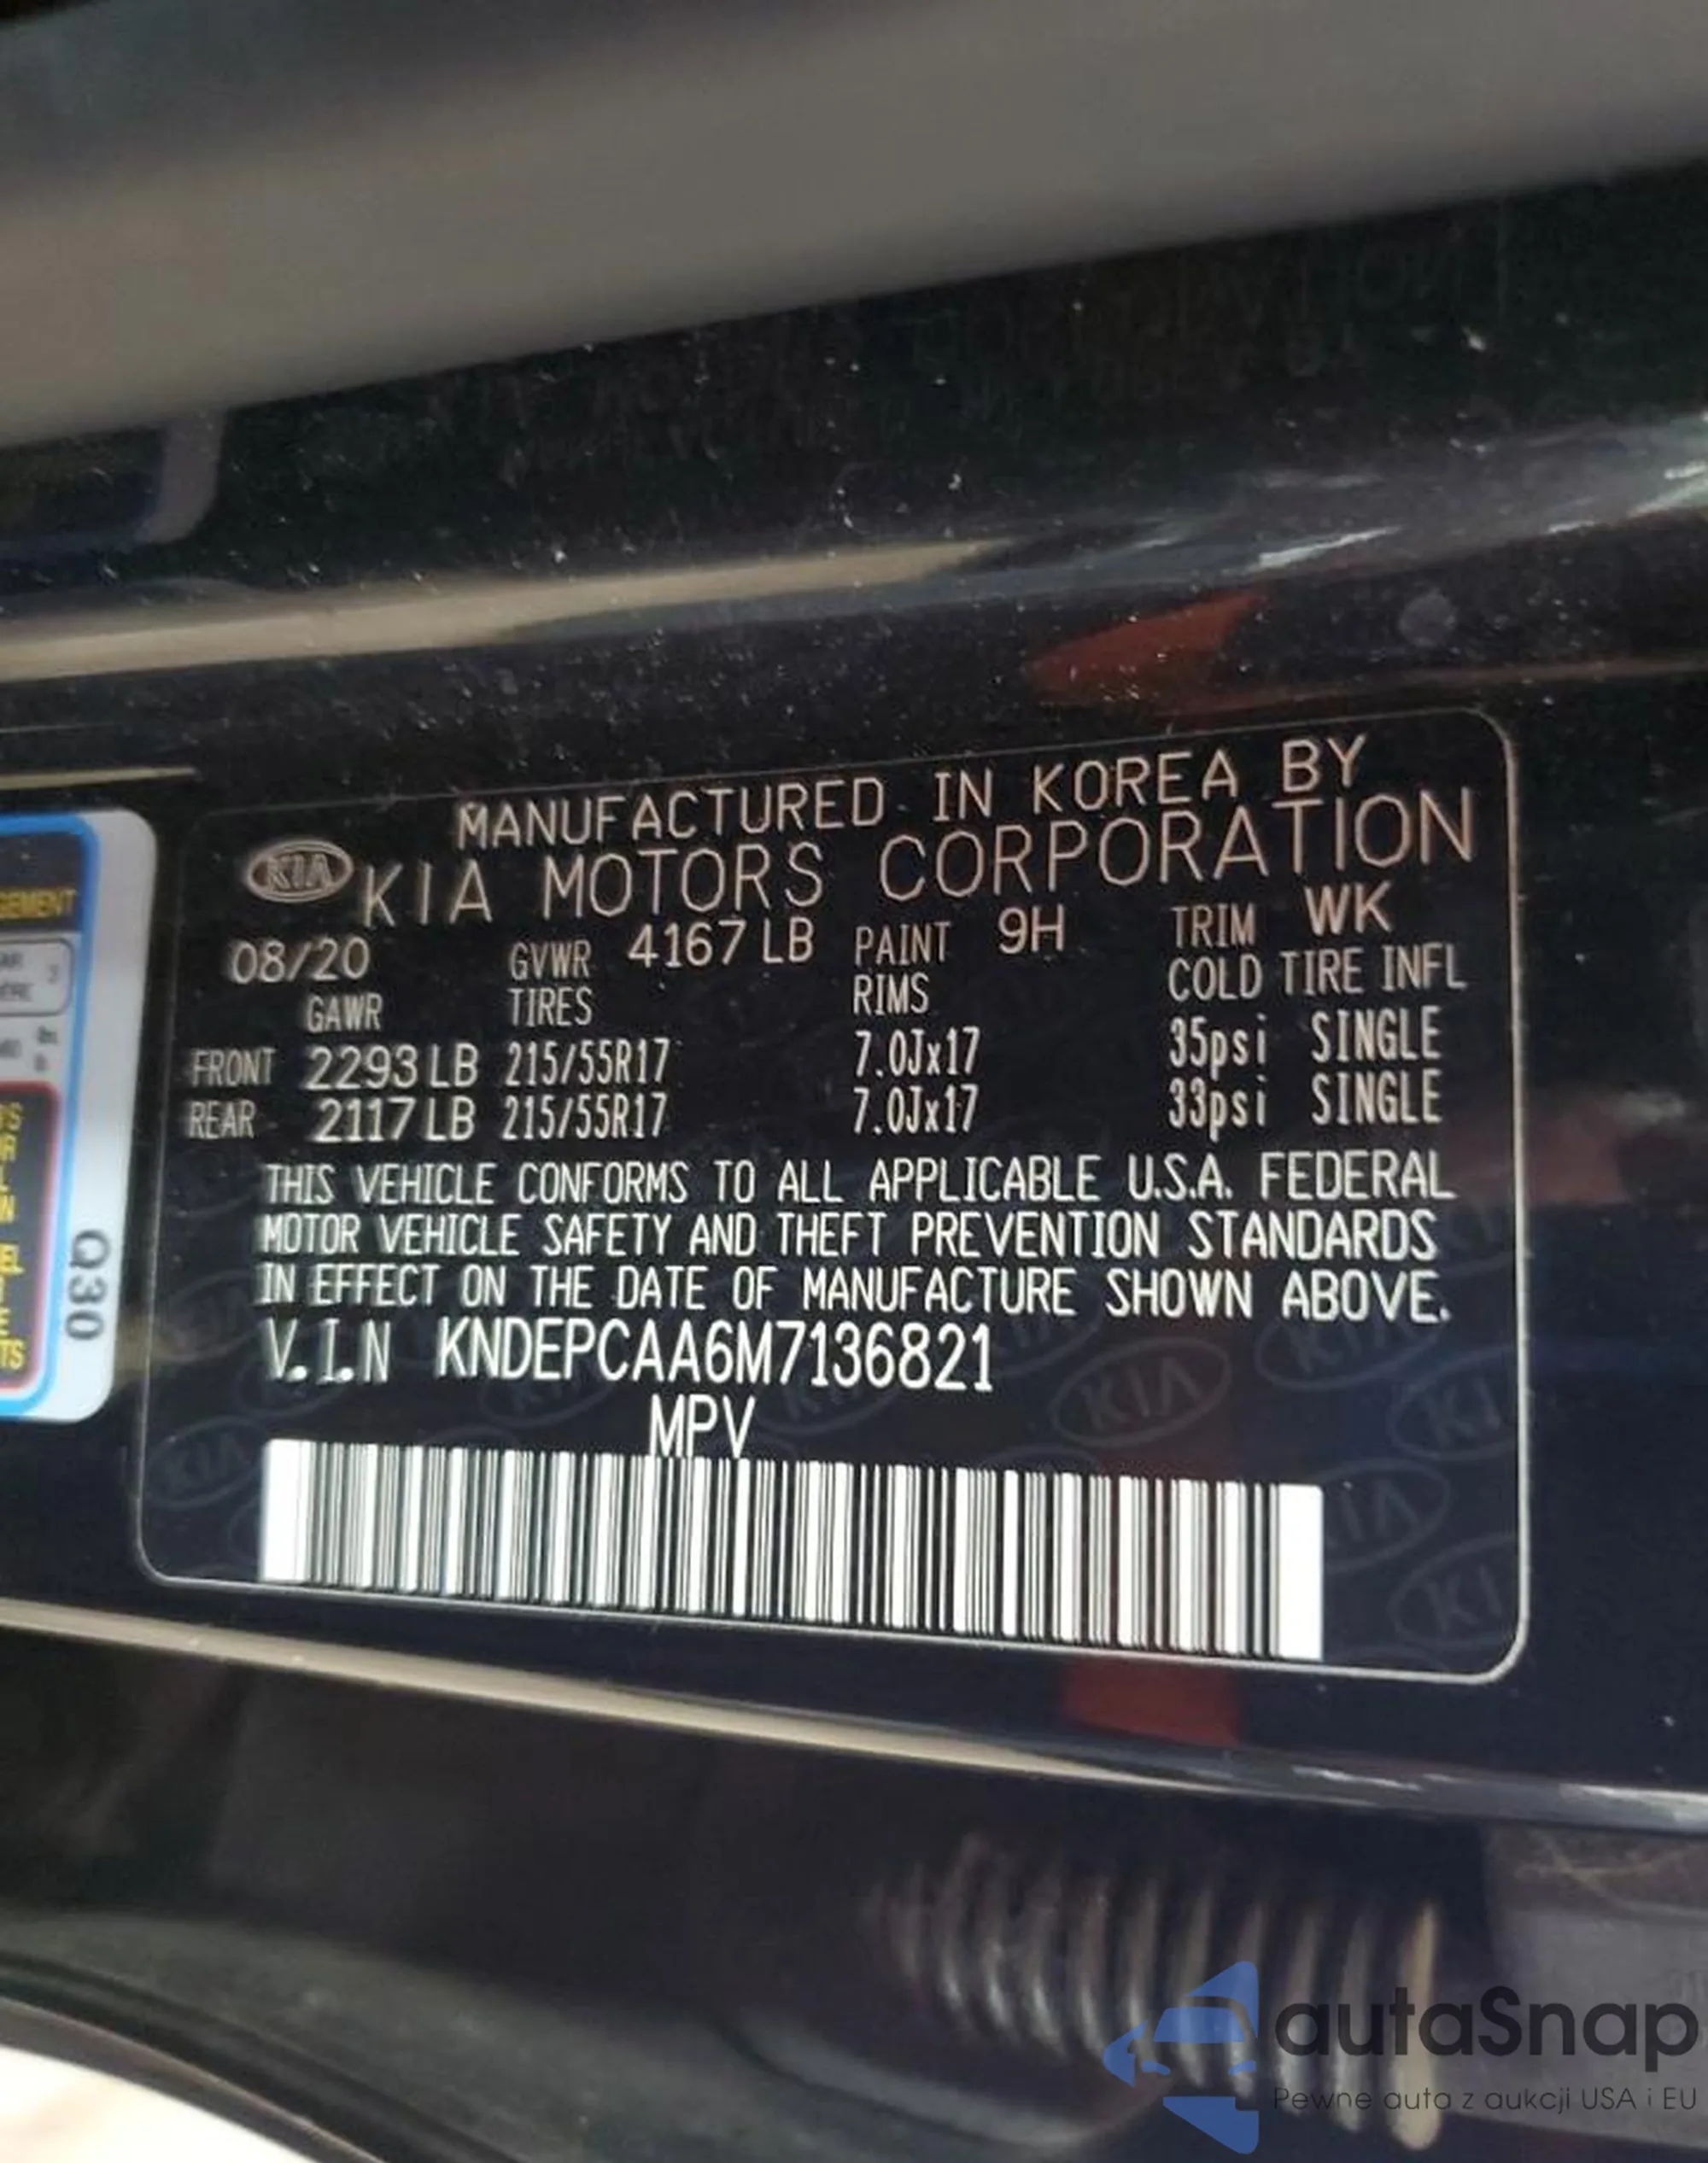 MANUFACTURED IN KOREA BY
KIA KIA MOTORS CORPORATION
08/20 GVWR 4167 LB PAINT 9H TRIM WK
GAWR TIRES RIMS COLD TIRE INFL
FRONT 2293 LB 215/55R17 7.0Jx17 35psi SINGLE
REAR 2117 LB 215/55R17 7.0Jx17 33psi SINGLE
THIS VEHICLE CONFORMS TO ALL APPLICABLE U.S.A. FEDERAL
MOTOR VEHICLE SAFETY AND THEFT PREVENTION STANDARDS
IN EFFECT ON THE DATE OF MANUFACTURE SHOWN ABOVE.
V.I.N KNDEPCAA6M7136821
MPV
Q30
autaSnap
Pewne auta z aukcji USA i EU